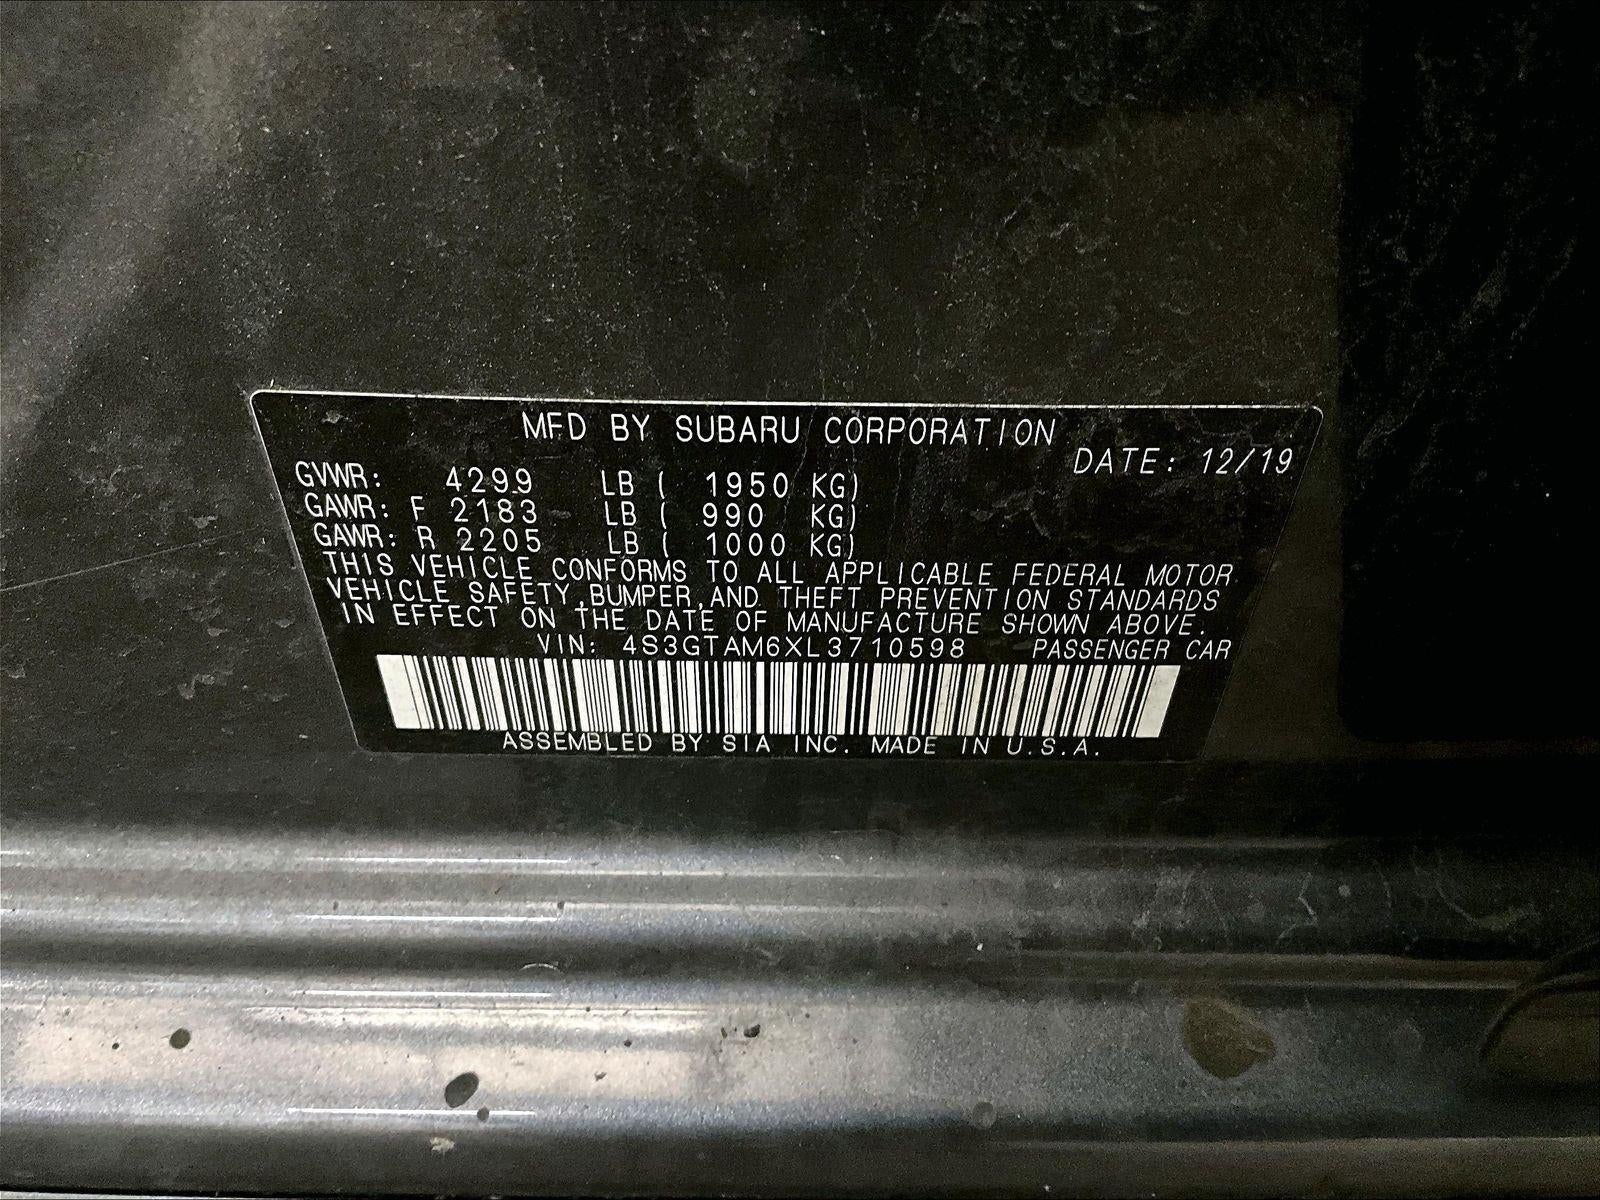 MFD BY SUBARU CORPORATION
DATE: 12/19
GVWR: 4299 LB ( 1950 KG)
GAWR: F 2183 LB ( 990 KG)
GAWR: R 2205 LB ( 1000 KG)
THIS VEHICLE CONFORMS TO ALL APPLICABLE FEDERAL MOTOR
VEHICLE SAFETY,BUMPER,AND THEFT PREVENTION STANDARDS
IN EFFECT ON THE DATE OF MANUFACTURE SHOWN ABOVE.
VIN: 4S3GTAM6XL3710598 PASSENGER CAR
ASSEMBLED BY SIA INC. MADE IN U.S.A.